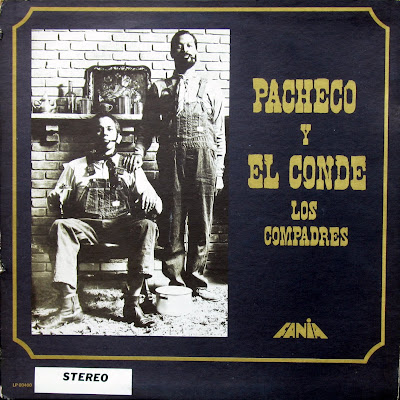 PACHECO
Y
EL CONDE
LOS
COMPADRES
FANIA
STEREO